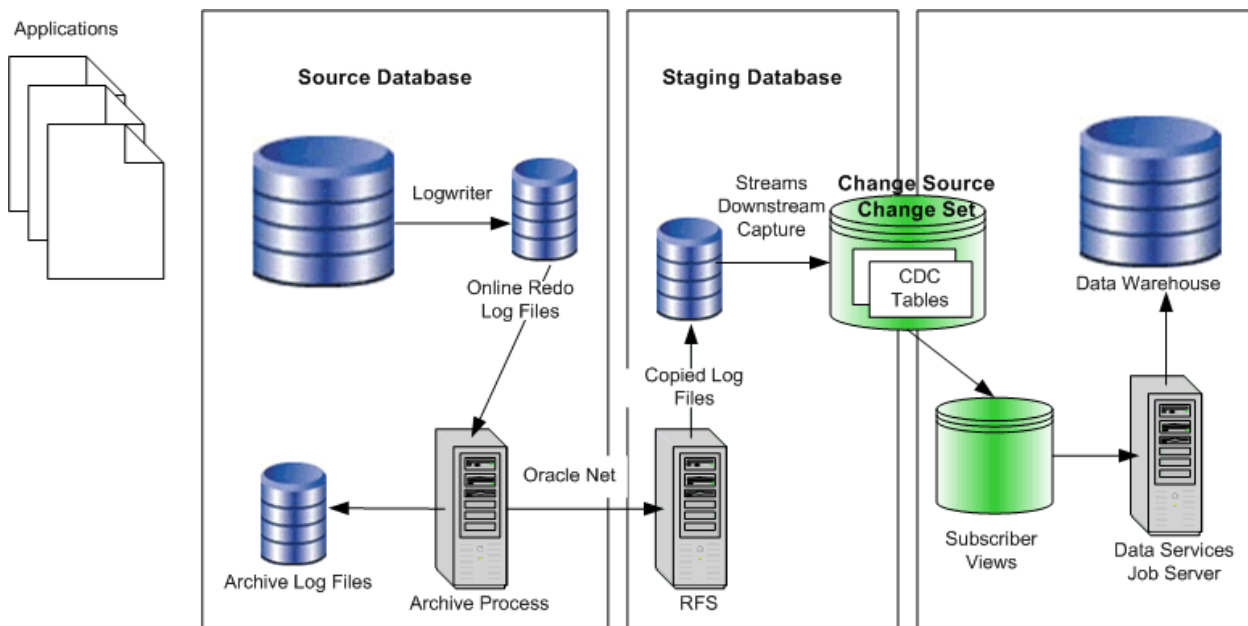 Applications
Source Database
Logwriter
Online Redo
Log Files
Archive Log Files
Archive Process
Oracle Net
Staging Database
Streams
Downstream
Capture
Copied Log
Files
RFS
Change Source
Change Set
CDC
Tables
Data Warehouse
Subscriber
Views
Data Services
Job Server